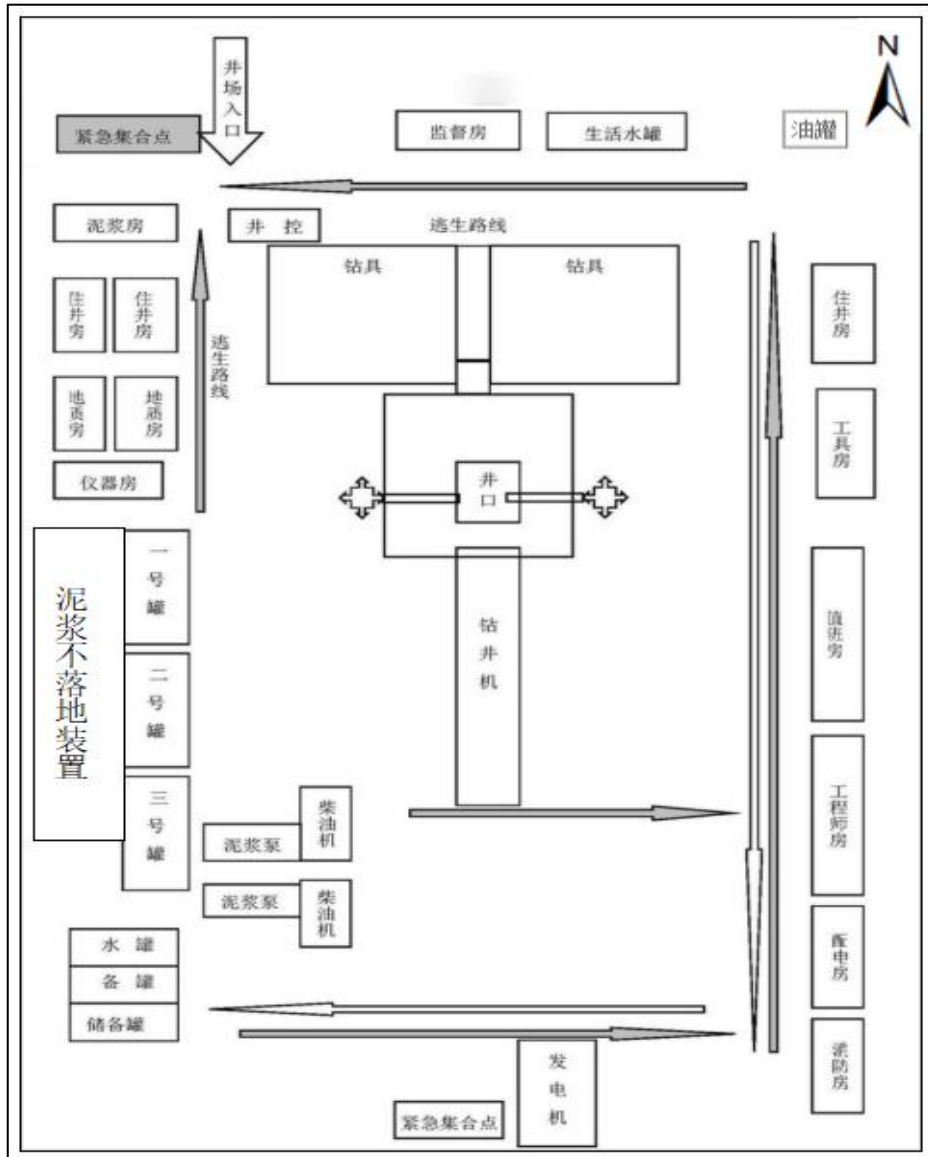 N
井场入口
紧急集合点
监督房
生活水罐
油罐
泥浆房
井 控
逃生路线
钻具
钻具
住井房
住井房
住井房
逃生路线
地质房
地质房
工具房
仪器房
井口
泥浆不落地装置
一号罐
二号罐
三号罐
钻井机
值班房
工程师房
柴油机
泥浆泵
柴油机
泥浆泵
配电房
水 罐
备 罐
储备罐
消防房
发电机
紧急集合点